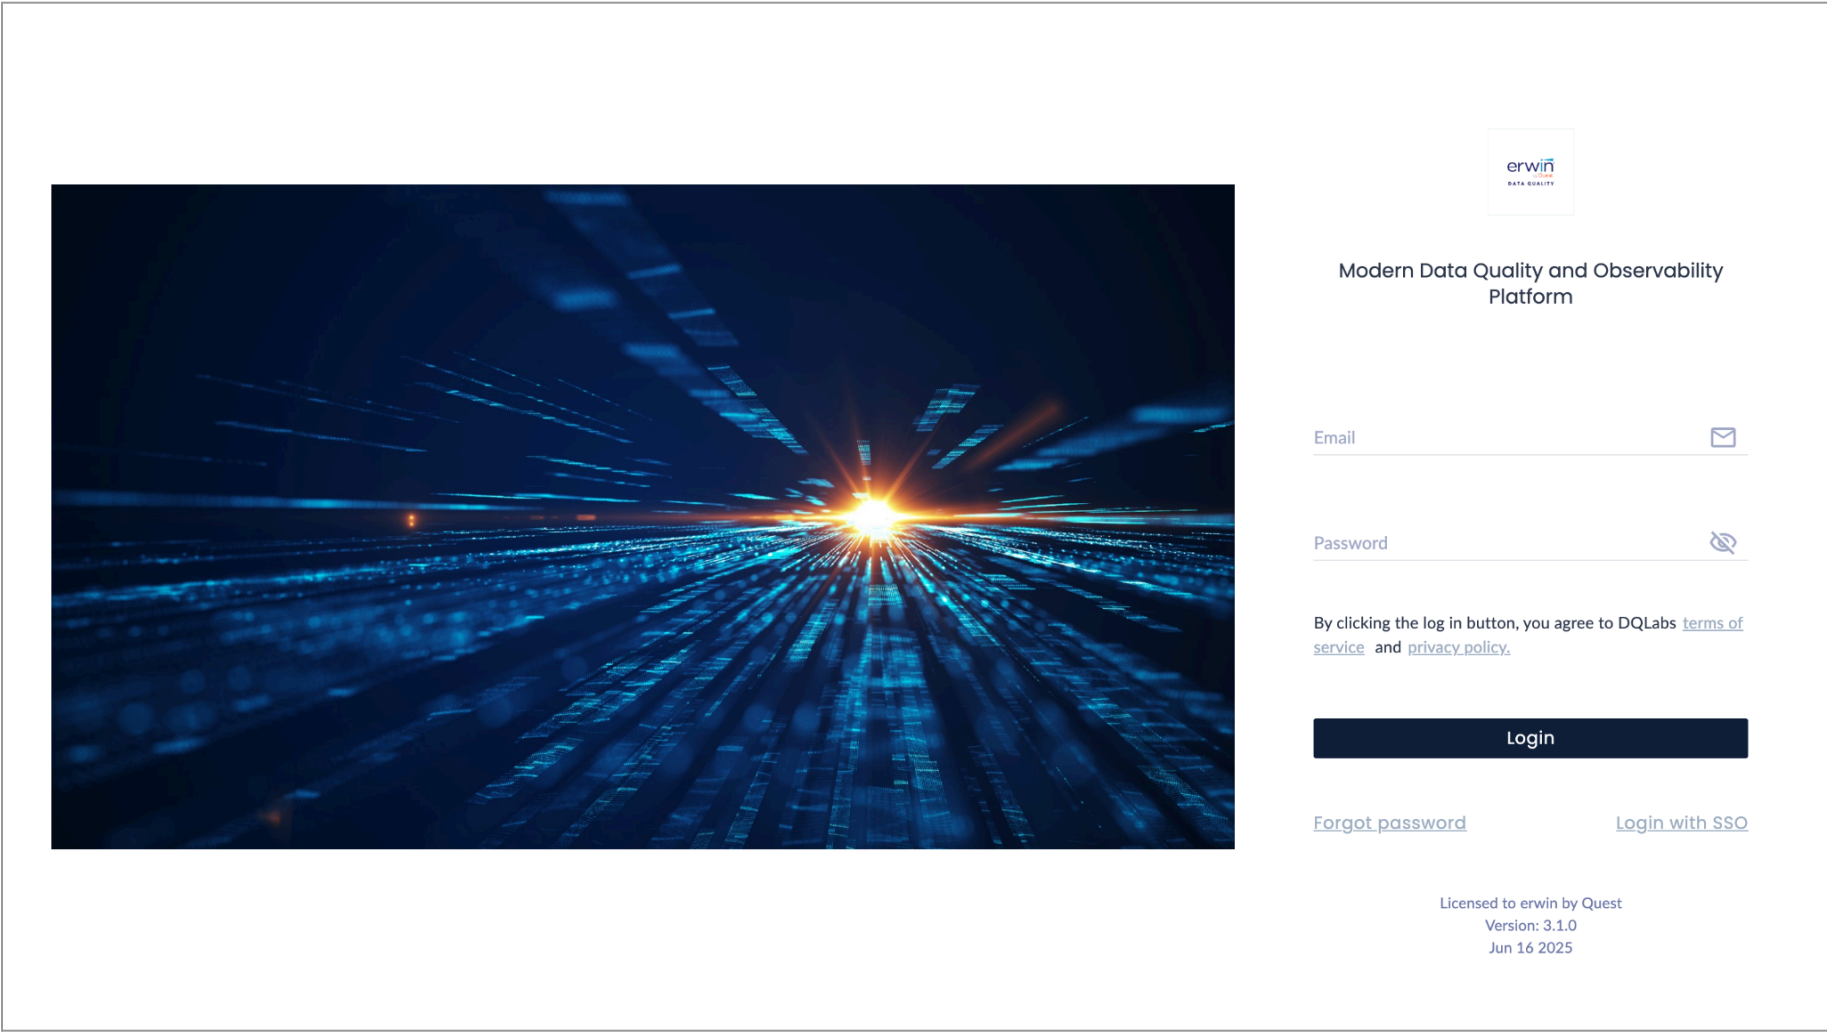 erwin
by Quest
DATA QUALITY
Modern Data Quality and Observability
Platform
Email
Password
By clicking the log in button, you agree to DQLabs terms of
service and privacy policy.
Login
Forgot password
Login with SSO
Licensed to erwin by Quest
Version: 3.1.0
Jun 16 2025